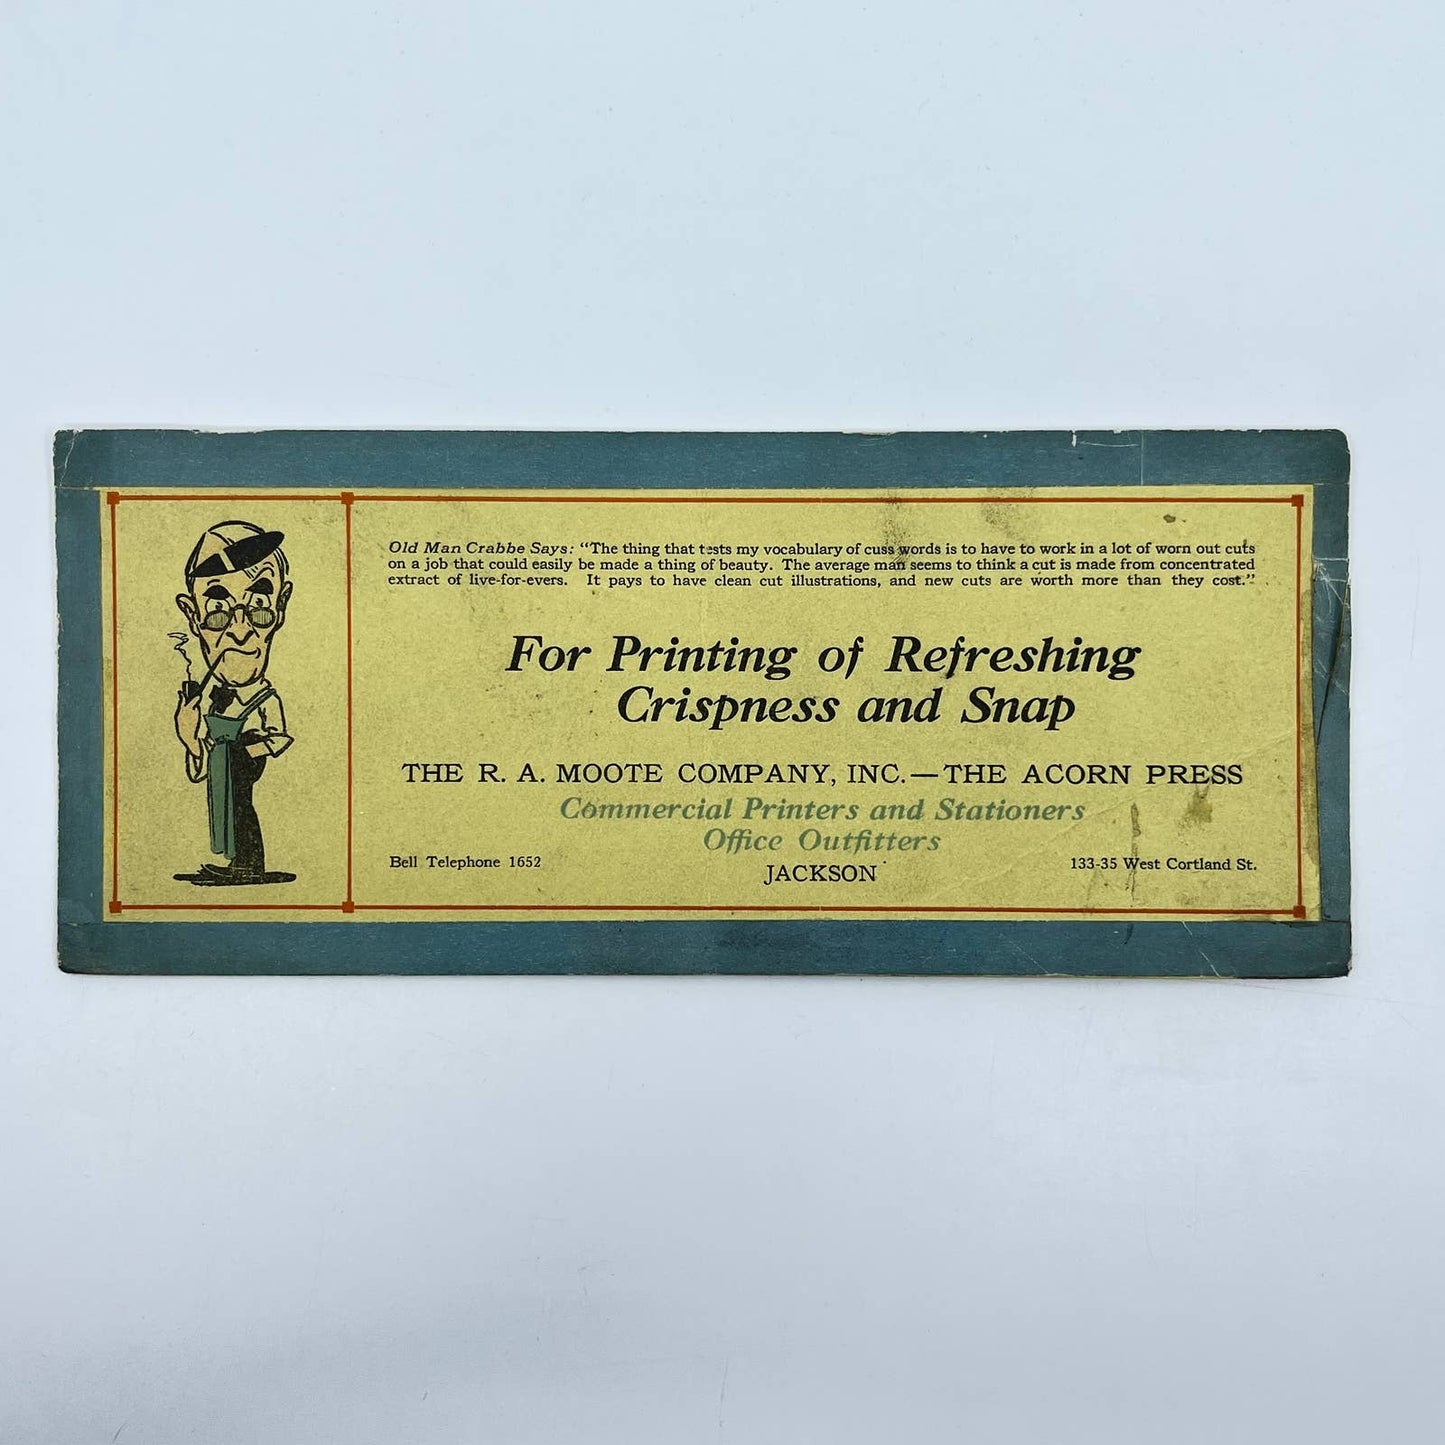 Old Man Crabbe Says: "The thing that tests my vocabulary of cuss words is to have to work in a lot of worn out cuts
on a job that could easily be made a thing of beauty. The average man seems to think a cut is made from concentrated
extract of live-for-evers. It pays to have clean cut illustrations, and new cuts are worth more than they cost."
For Printing of Refreshing
Crispness and Snap
THE R. A. MOOTE COMPANY, INC.—THE ACORN PRESS
Commercial Printers and Stationers
Office Outfitters
Bell Telephone 1652
JACKSON
133-35 West Cortland St.